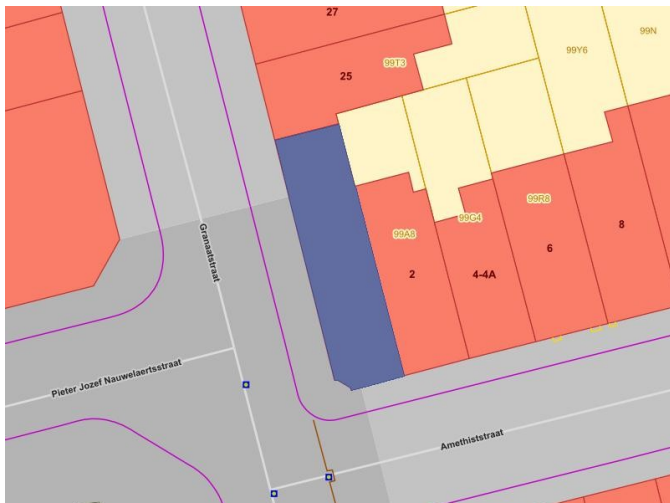 27
99N
99Y6
99T3
25
99R8
99G4
99A8
8
6
4-4A
2
Granaatstraat
Pieter Jozef Nauwelaertsstraat
Amethiststraat